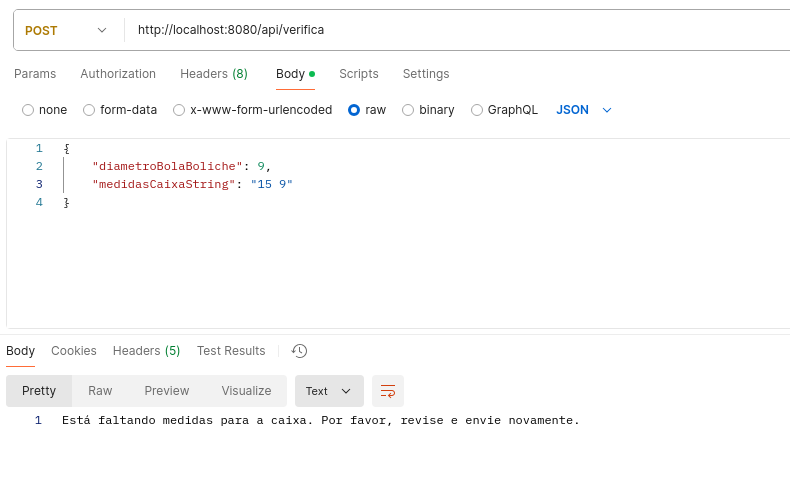 POST http://localhost:8080/api/verifica
Params Authorization Headers (8) Body Scripts Settings
none form-data x-www-form-urlencoded raw binary GraphQL JSON
1 {
2 "diametroBolaBoliche": 9,
3 "medidasCaixaString": "15 9"
4 }
Body Cookies Headers (5) Test Results
Pretty Raw Preview Visualize Text
1 Está faltando medidas para a caixa. Por favor, revise e envie novamente.